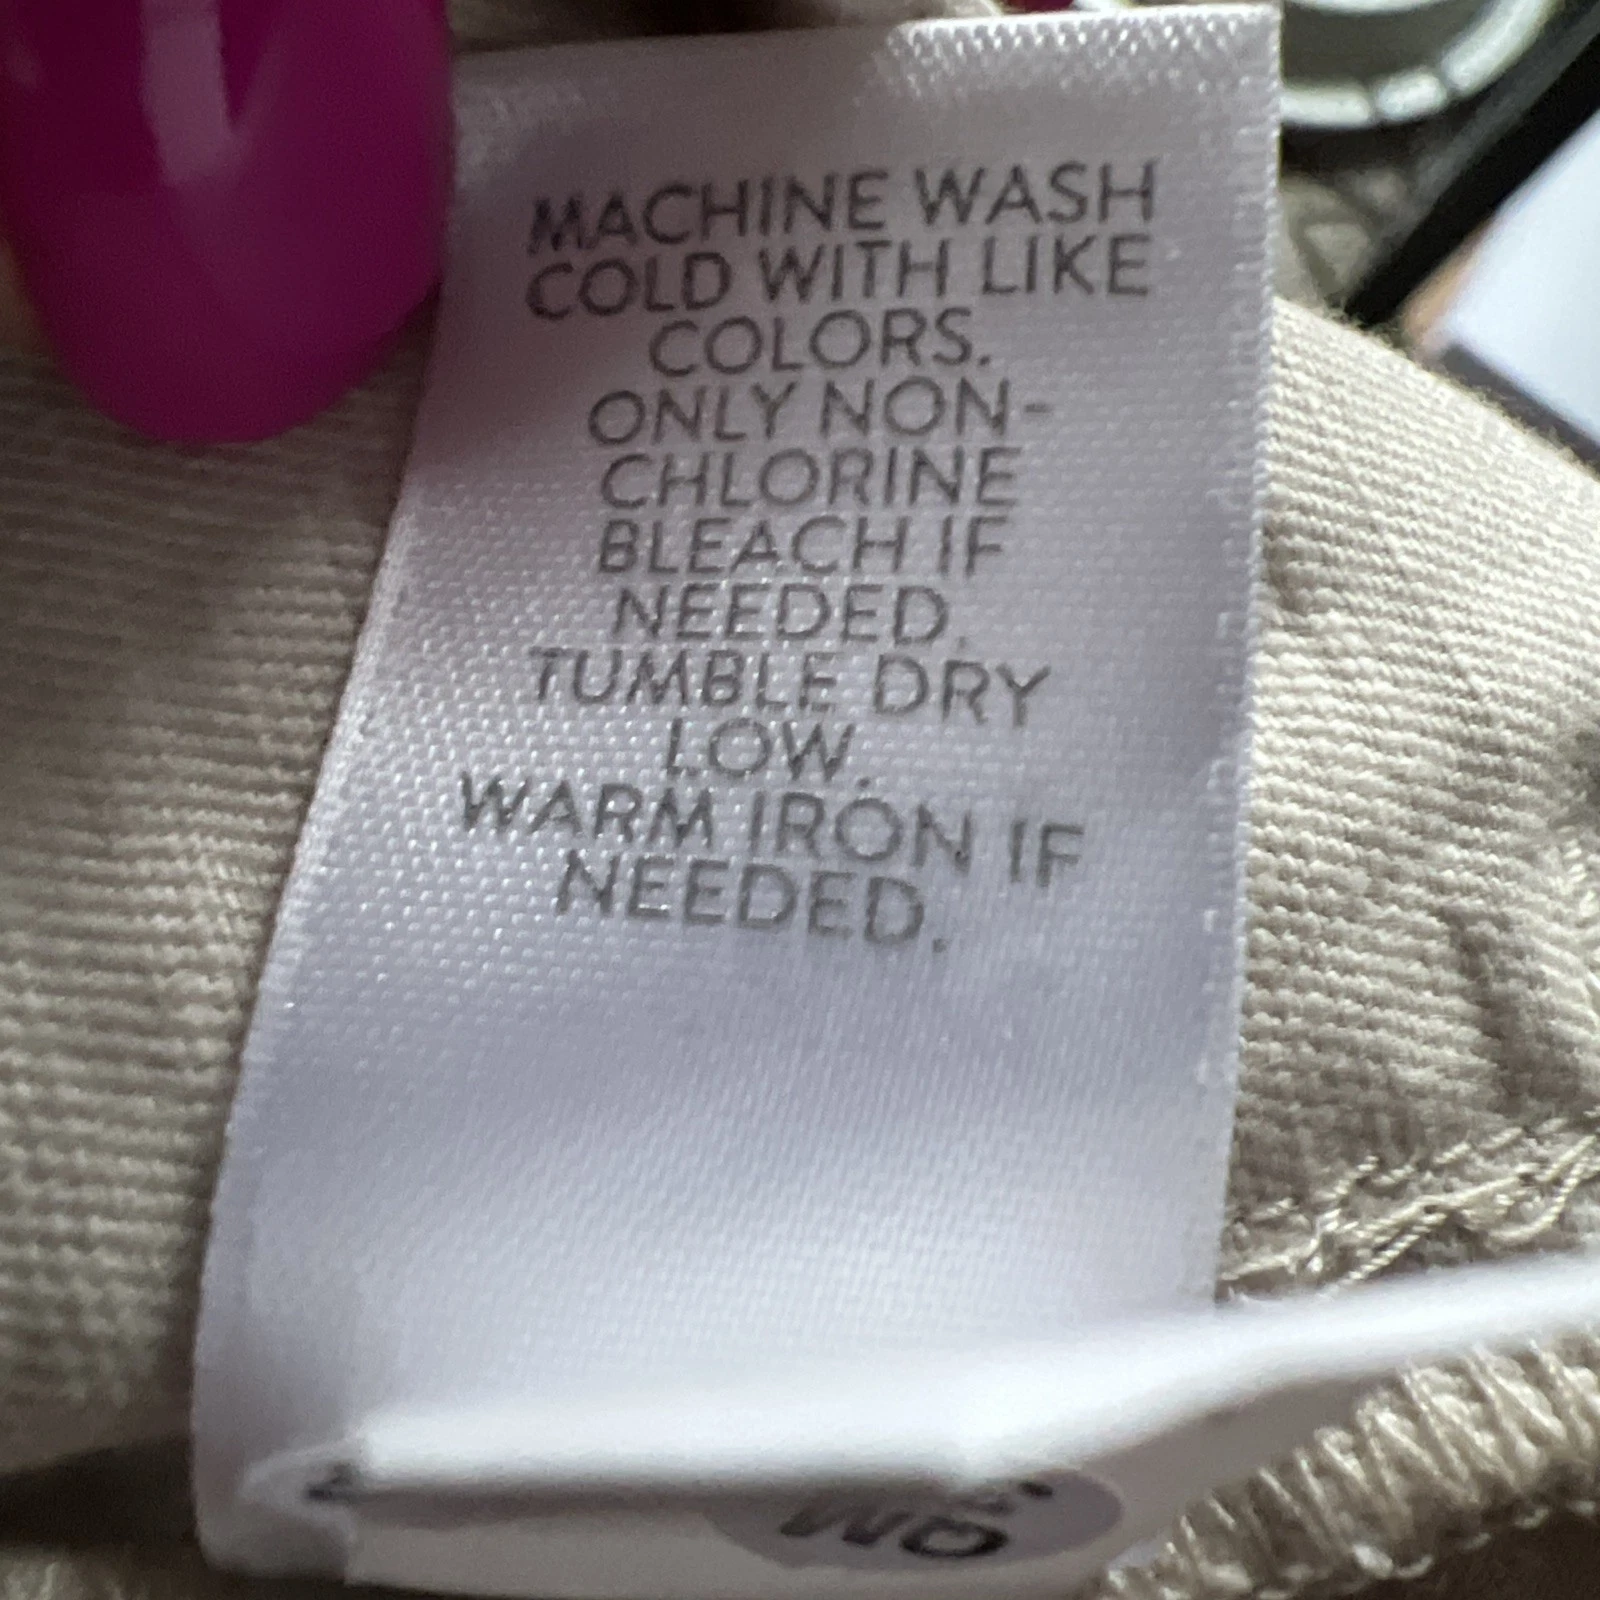 MACHINE WASH
COLD WITH LIKE
COLORS.
ONLY NON-
CHLORINE
BLEACH IF
NEEDED.
TUMBLE DRY
LOW.
WARM IRON IF
NEEDED.